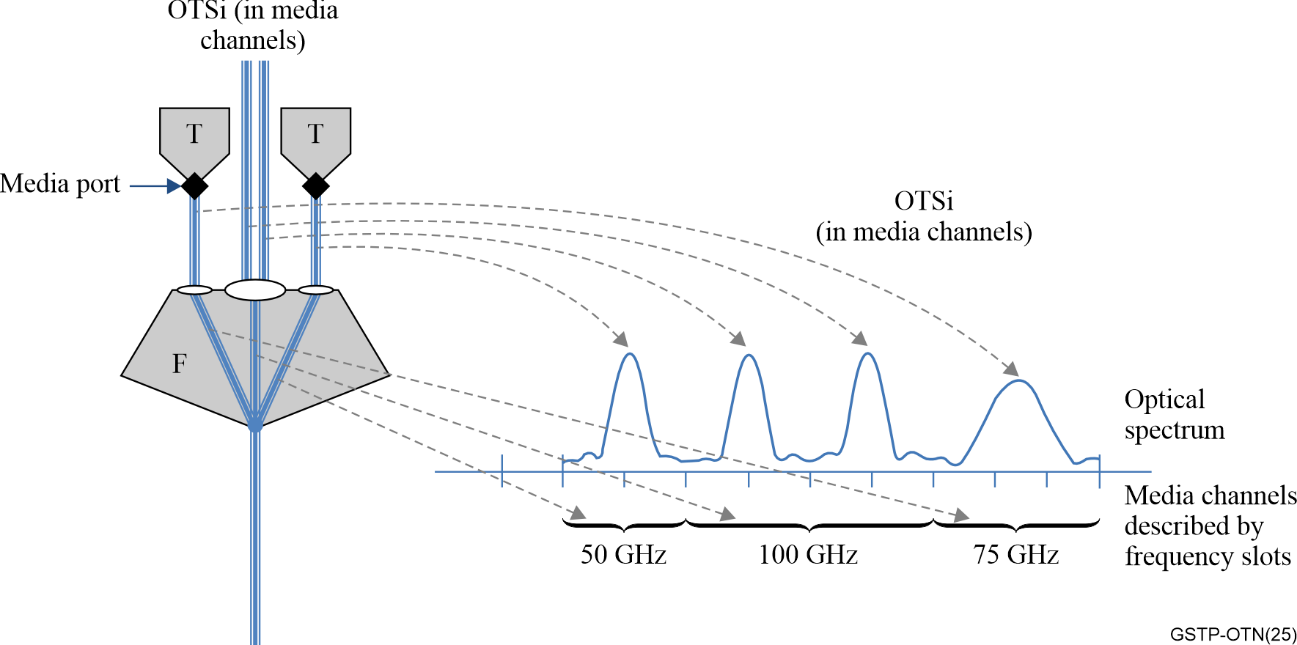 OTSi (in media
channels)
T
T
Media port
OTSi
(in media channels)
F
Optical
spectrum
Media channels
described by
frequency slots
50 GHz
100 GHz
75 GHz
GSTP-OTN(25)